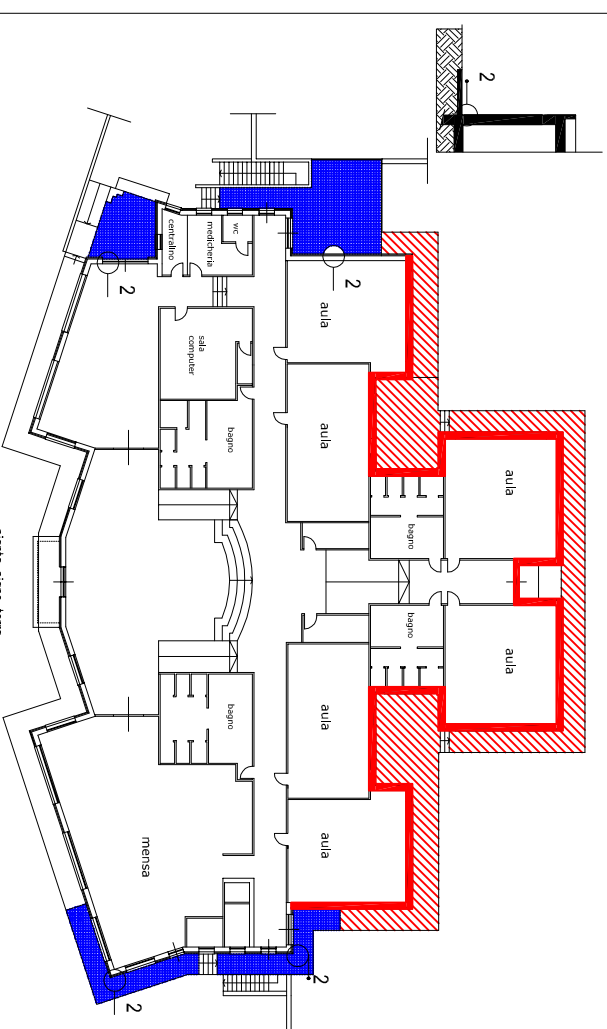 2
wc
medicheria
centralino
2
2
aula
sala
computer
aula
bagno
aula
bagno
bagno
aula
bagno
aula
aula
mensa
2
2